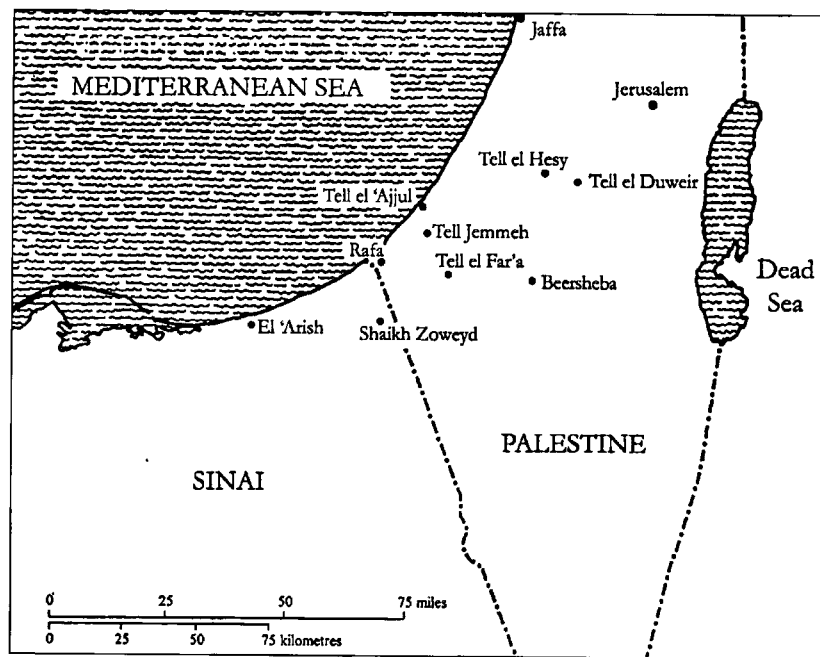 Jaffa
MEDITERRANEAN SEA
Jerusalem
Tell el Hesy
Tell el Duweir
Tell el ‘Ajjul
Tell Jemmeh
Rafa
Tell el Far'a
Beersheba
Dead
Sea
El ‘Arish
Shaikh Zoweyd
PALESTINE
SINAI
0 25 50 75 miles
0 25 50 75 kilometres